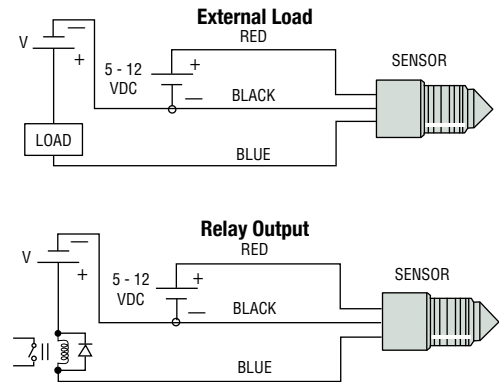 External Load
RED
V
—
+
5 - 12
VDC
+
—
BLACK
SENSOR
LOAD
BLUE
Relay Output
RED
V
—
+
5 - 12
VDC
+
—
BLACK
SENSOR
BLUE